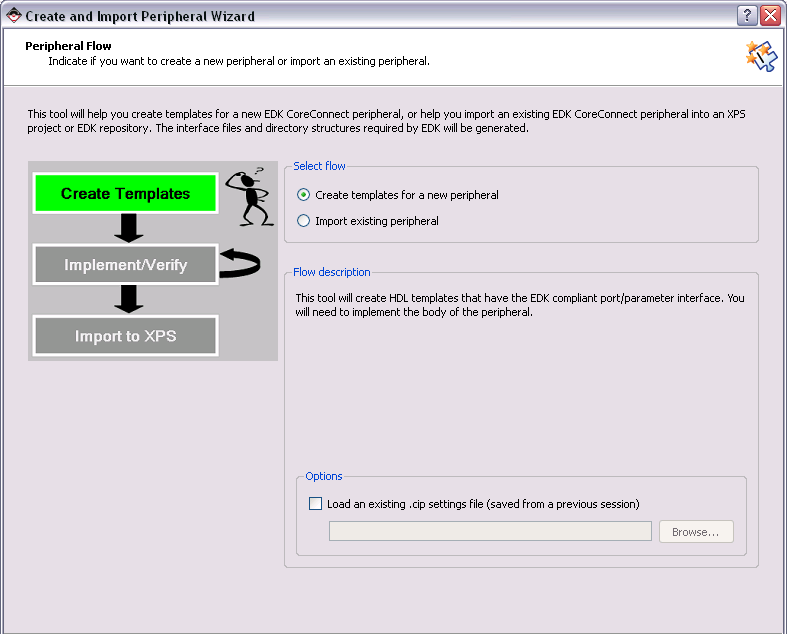 Create and Import Peripheral Wizard
Peripheral Flow
Indicate if you want to create a new peripheral or import an existing peripheral.
This tool will help you create templates for a new EDK CoreConnect peripheral, or help you import an existing EDK CoreConnect peripheral into an XPS
project or EDK repository. The interface files and directory structures required by EDK will be generated.
Create Templates
?
Implement/Verify
Import to XPS
Select flow
Create templates for a new peripheral
Import existing peripheral
Flow description
This tool will create HDL templates that have the EDK compliant port/parameter interface. You
will need to implement the body of the peripheral.
Options
Load an existing .cip settings file (saved from a previous session)
Browse...